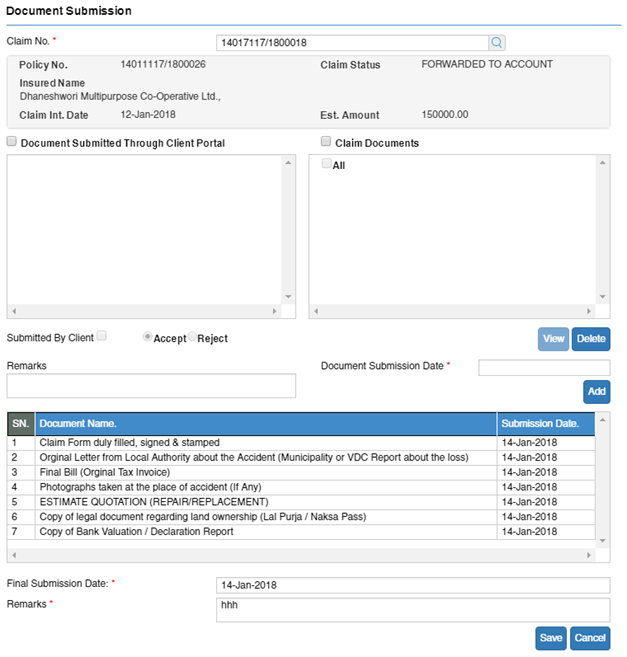 Document Submission
Claim No. * 14017117/1800018
Policy No. 14011117/1800026 Claim Status FORWARDED TO ACCOUNT
Insured Name
Dhaneshwori Multipurpose Co-Operative Ltd.,
Claim Int. Date 12-Jan-2018 Est. Amount 150000.00
Document Submitted Through Client Portal Claim Documents
All
Submitted By Client Accept Reject View Delete
Remarks Document Submission Date *
Add
SN. Document Name. Submission Date.
1 Claim Form duly filled, signed & stamped 14-Jan-2018
2 Orginal Letter from Local Authority about the Accident (Municipality or VDC Report about the loss) 14-Jan-2018
3 Final Bill (Orginal Tax Invoice) 14-Jan-2018
4 Photographs taken at the place of accident (If Any) 14-Jan-2018
5 ESTIMATE QUOTATION (REPAIR/REPLACEMENT) 14-Jan-2018
6 Copy of legal document regarding land ownership (Lal Purja / Naksa Pass) 14-Jan-2018
7 Copy of Bank Valuation / Declaration Report 14-Jan-2018
Final Submission Date: * 14-Jan-2018
Remarks * hhh
Save Cancel